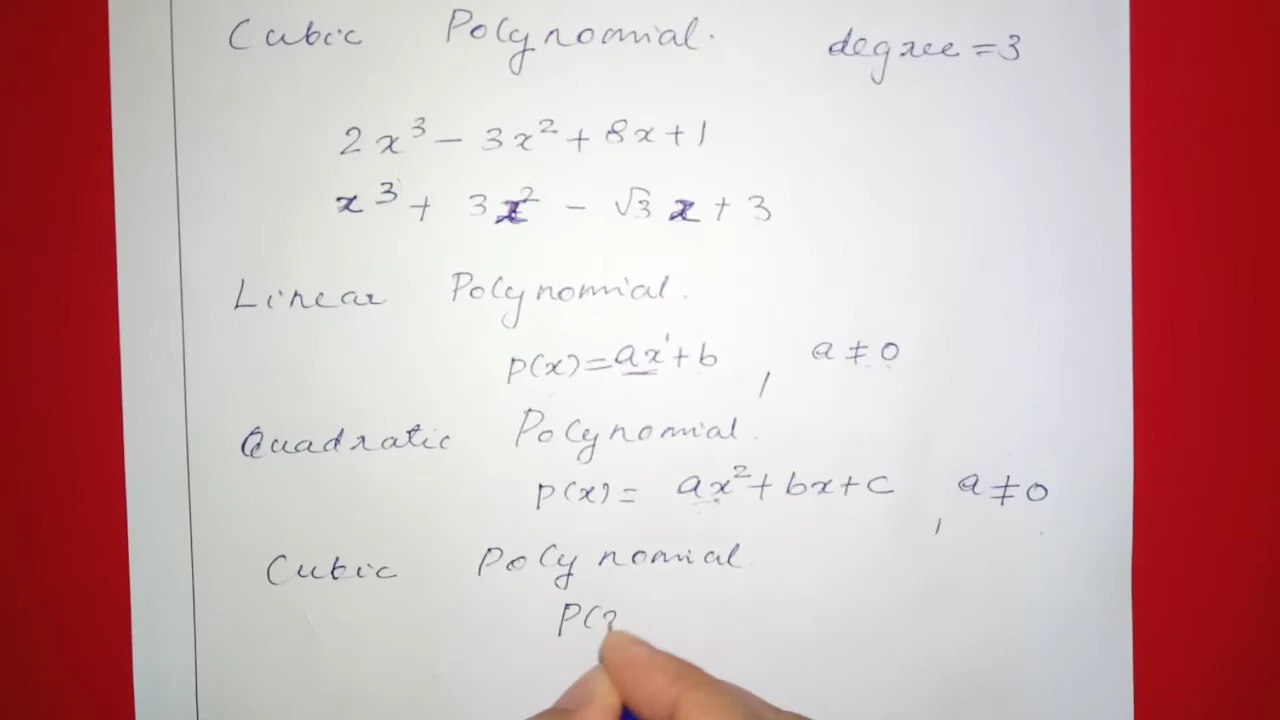 Cubic Polynomial. degree = 3
2x³ - 3x² + 8x + 1
x³ + 3x² - √3 x + 3
Linear Polynomial.
P(x) = ax¹ + b , a ≠ 0
Quadratic Polynomial.
P(x) = ax² + bx + c , a ≠ 0
Cubic Polynomial.
P(